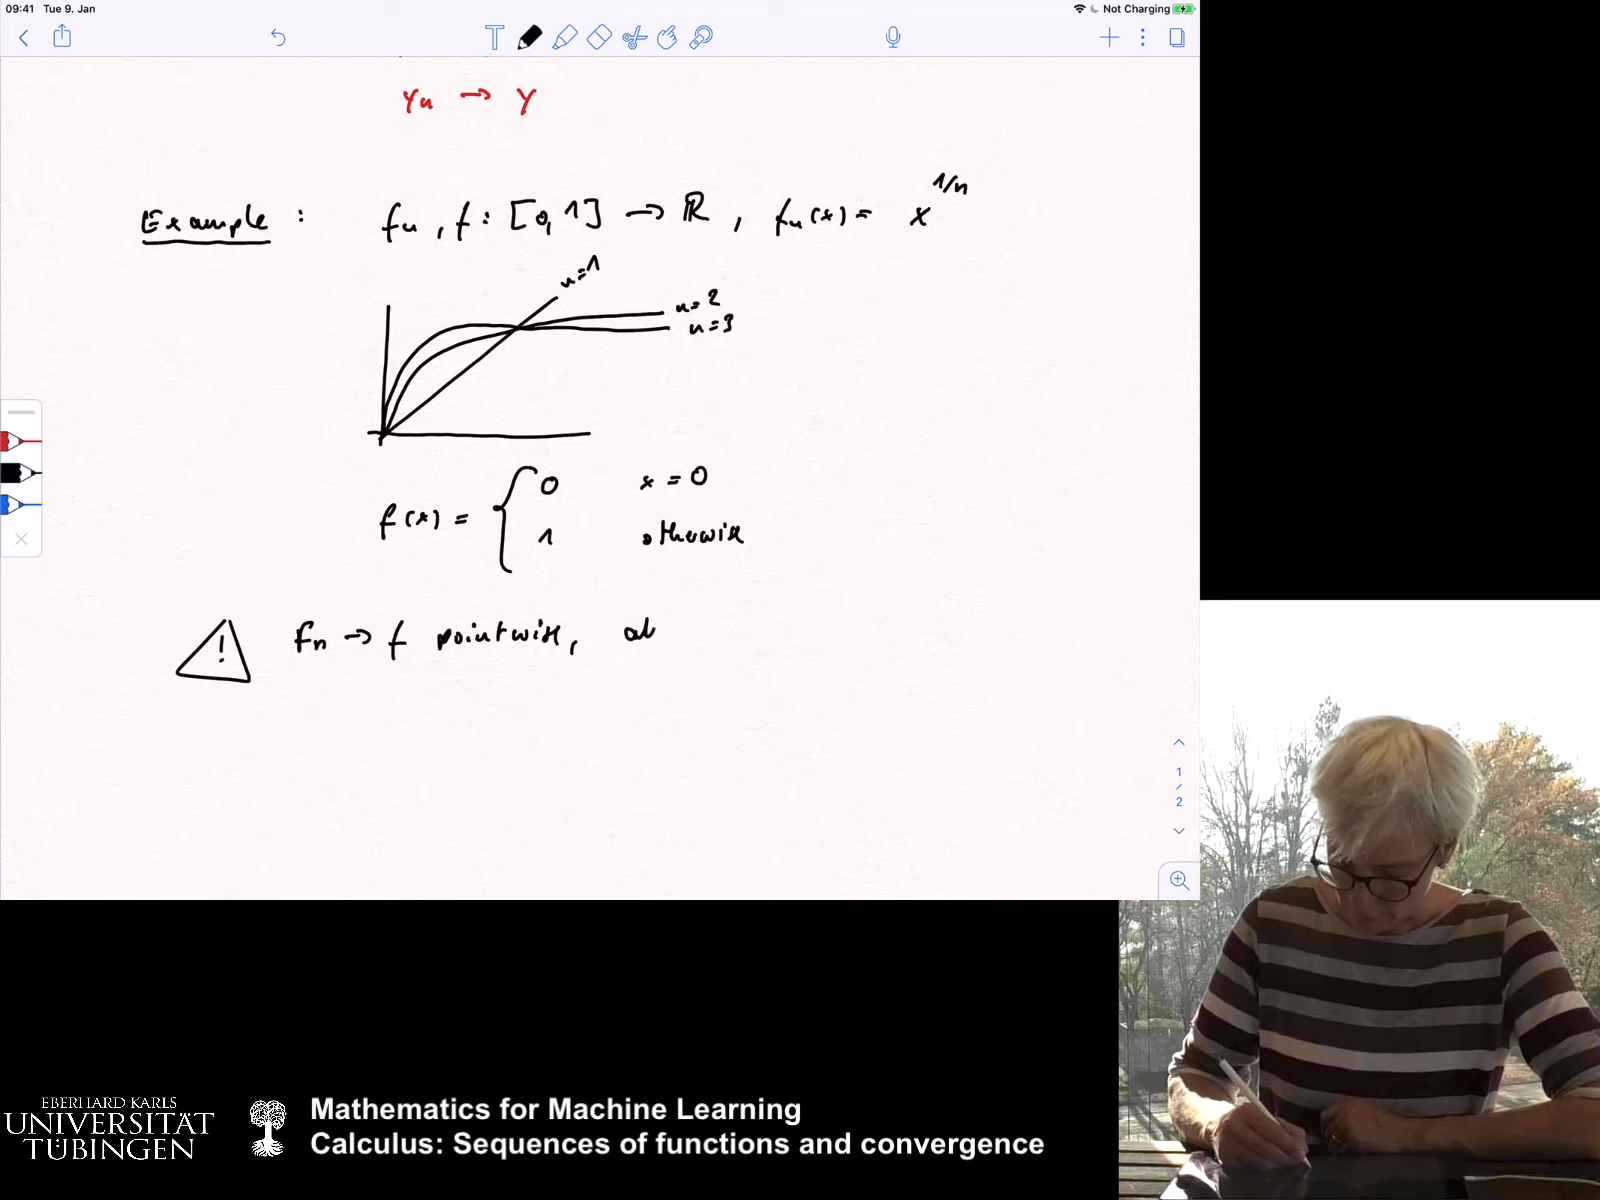 09:41 Tue 9. Jan
Not Charging
yₙ → y
Example : fₙ, f : [0,1] → ℝ, fₙ(x) = x^1/n
n=1
n=2
n=3
f(x) = { 0 x = 0
1 otherwise
! fₙ → f pointwise, al
1
/
2
EBERHARD KARLS
UNIVERSITÄT
TÜBINGEN
Mathematics for Machine Learning
Calculus: Sequences of functions and convergence